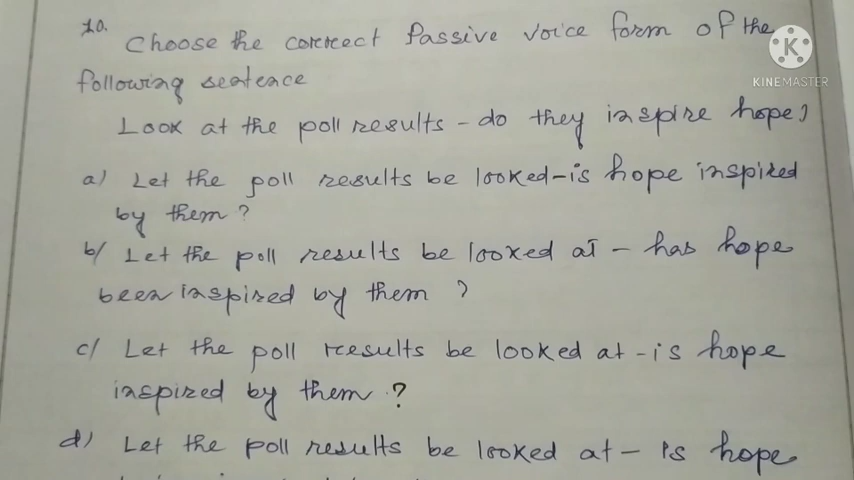 10.
Choose the correct Passive voice form of the
following sentence
Look at the poll results - do they inspire hope?
a) Let the poll results be looked - is hope inspired
by them?
b) Let the poll results be looked at - has hope
been inspired by them?
c) Let the poll results be looked at - is hope
inspired by them?
d) Let the poll results be looked at - is hope
KINEMASTER